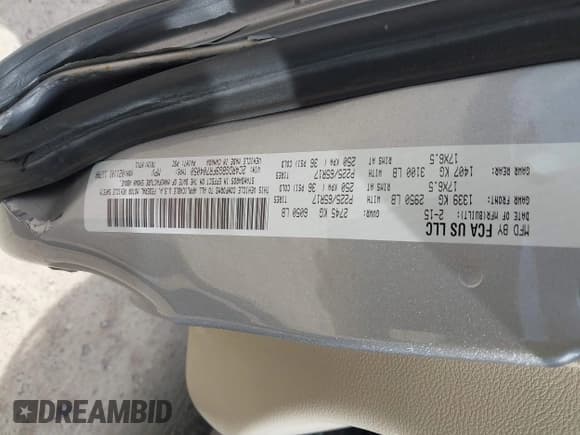 MFD BY FCA US LLC
DATE OF MFR: 2-15
GVWR: 2745 KG 6050 LB
GAWR FRONT: 1339 KG 2950 LB WITH P225/65R17 TIRES 17X6.5 RIMS AT 250 KPA ( 36 PSI) COLD
GAWR REAR: 1407 KG 3100 LB WITH P225/65R17 TIRES 17X6.5 RIMS AT 250 KPA ( 36 PSI) COLD
THIS VEHICLE CONFORMS TO ALL APPLICABLE U.S.A. FEDERAL MOTOR VEHICLE SAFETY
STANDARDS IN EFFECT ON THE DATE OF MANUFACTURE SHOWN ABOVE.
TYPE: MPV
VEHICLE MADE IN CANADA
PAINT: PSC
DREAMBID